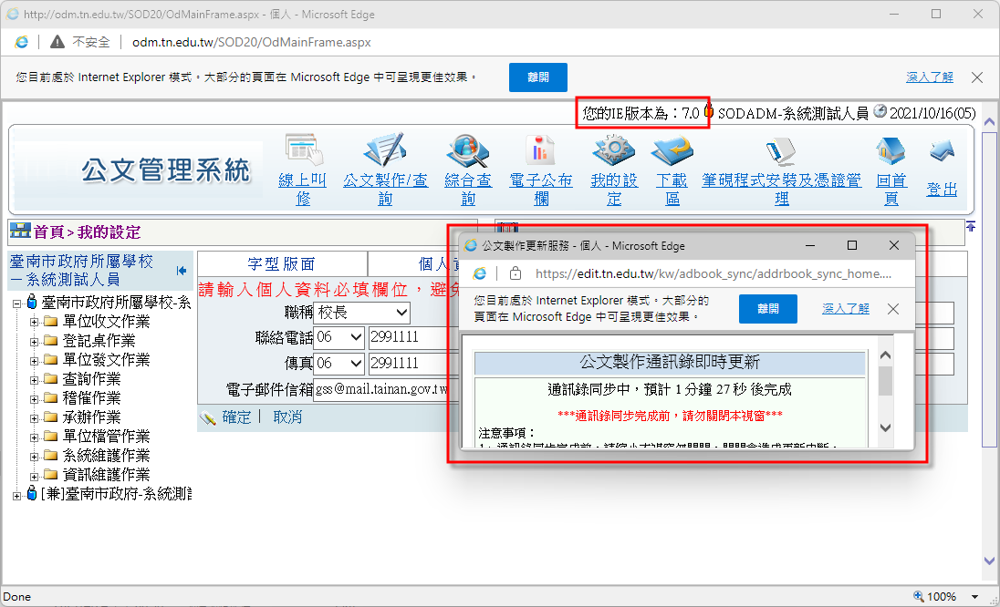 http://odm.tn.edu.tw/SOD20/OdMainFrame.aspx - 個人 - Microsoft Edge
不安全 odm.tn.edu.tw/SOD20/OdMainFrame.aspx
您目前處於 Internet Explorer 模式。大部分的頁面在 Microsoft Edge 中可呈現更佳效果。 離開 深入了解
您的IE版本為：7.0 SODADM-系統測試人員 2021/10/16(05)
公文管理系統
線上叫修
公文製作/查詢
綜合查詢
電子公布欄
我的設定
下載區
筆硯程式安裝及憑證管理
回首頁
登出
首頁>我的設定
臺南市政府所屬學校
－系統測試人員
臺南市政府所屬學校-系
單位收文作業
登記桌作業
單位發文作業
查詢作業
稽催作業
承辦作業
單位檔管作業
系統維護作業
資訊維護作業
[兼]臺南市政府-系統測試
字型版面 個人
請輸入個人資料必填欄位，避免
職稱 校長
聯絡電話 06 2991111
傳真 06 2991111
電子郵件信箱 gss@mail.tainan.gov.tw
確定 | 取消
公文製作更新服務 - 個人 - Microsoft Edge
https://edit.tn.edu.tw/kw/adbook_sync/addrbook_sync_home....
您目前處於 Internet Explorer 模式。大部分的
頁面在 Microsoft Edge 中可呈現更佳效果。
離開 深入了解
公文製作通訊錄即時更新
通訊錄同步中，預計 1 分鐘 27 秒 後完成
***通訊錄同步完成前，請勿關閉本視窗***
注意事項：
Done 100%